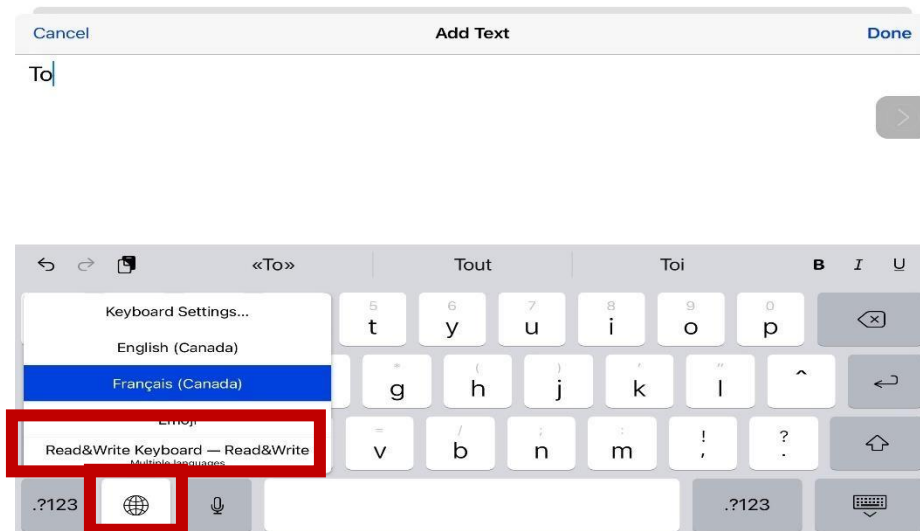 Cancel Add Text Done
To
«To» Tout Toi B I U
Keyboard Settings...
English (Canada)
Français (Canada)
Emoji
Read&Write Keyboard — Read&Write
Multiple languages
5 6 7 8 9 0
t y u i o p
" ( ) ' "
g h j k l ^
= / ; : ! ?
v b n m , .
.?123 .?123